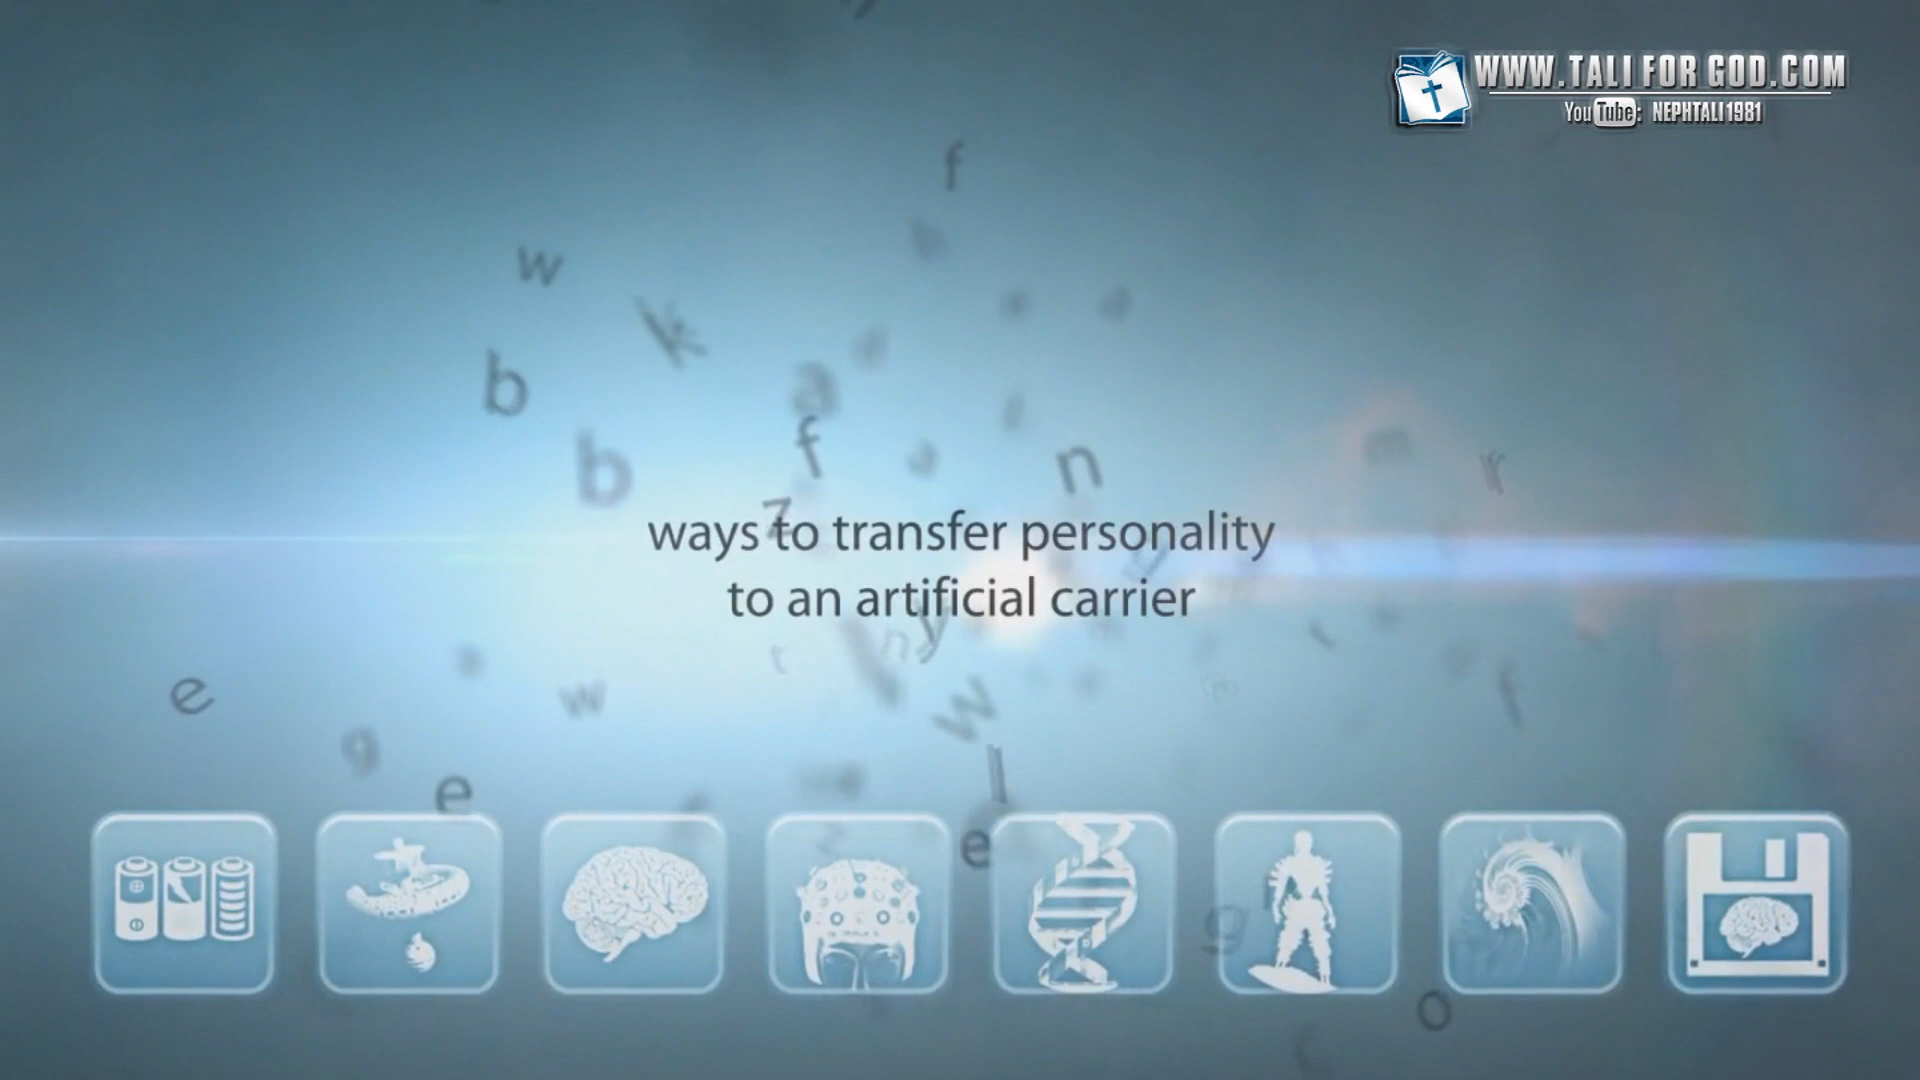 WWW.TALI FOR GOD.COM
YouTube: NEPHTALI1981
f
w
k
b
a
f
b
a
n
m
r
z
ways to transfer personality
to an artificial carrier
y
n
t
e
w
w
f
g
e
l
e
g
o